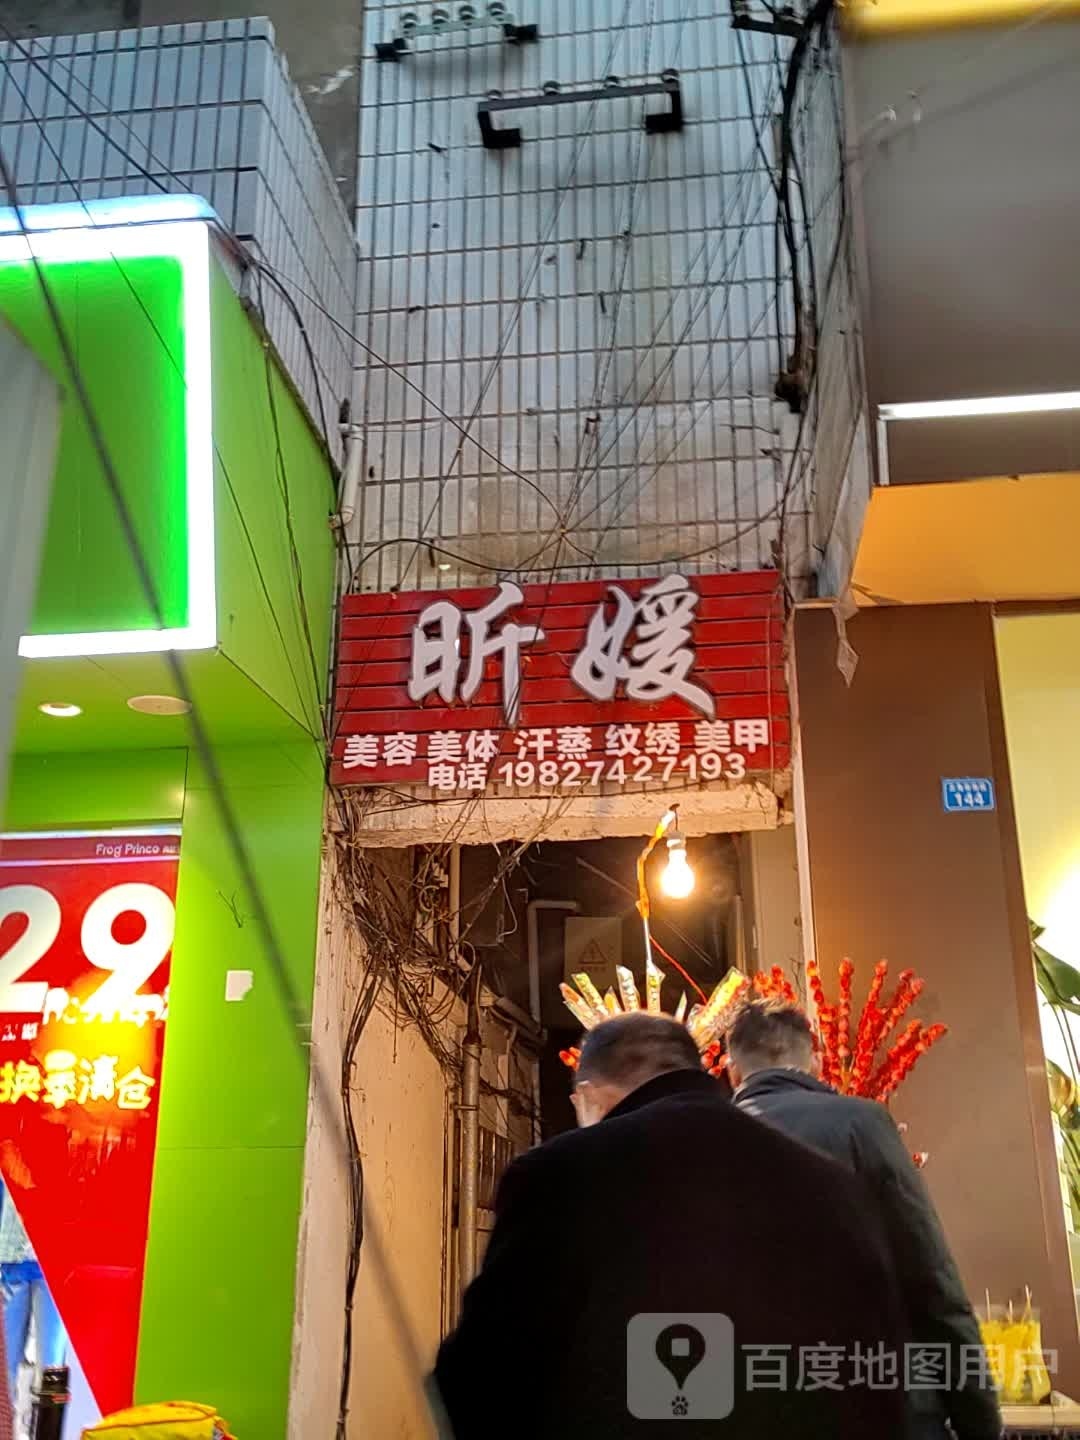 昕媛
美容 美体 汗蒸 纹绣 美甲
电话 19827427193
144
Frog Prince
29
换季清仓
百度地图用户